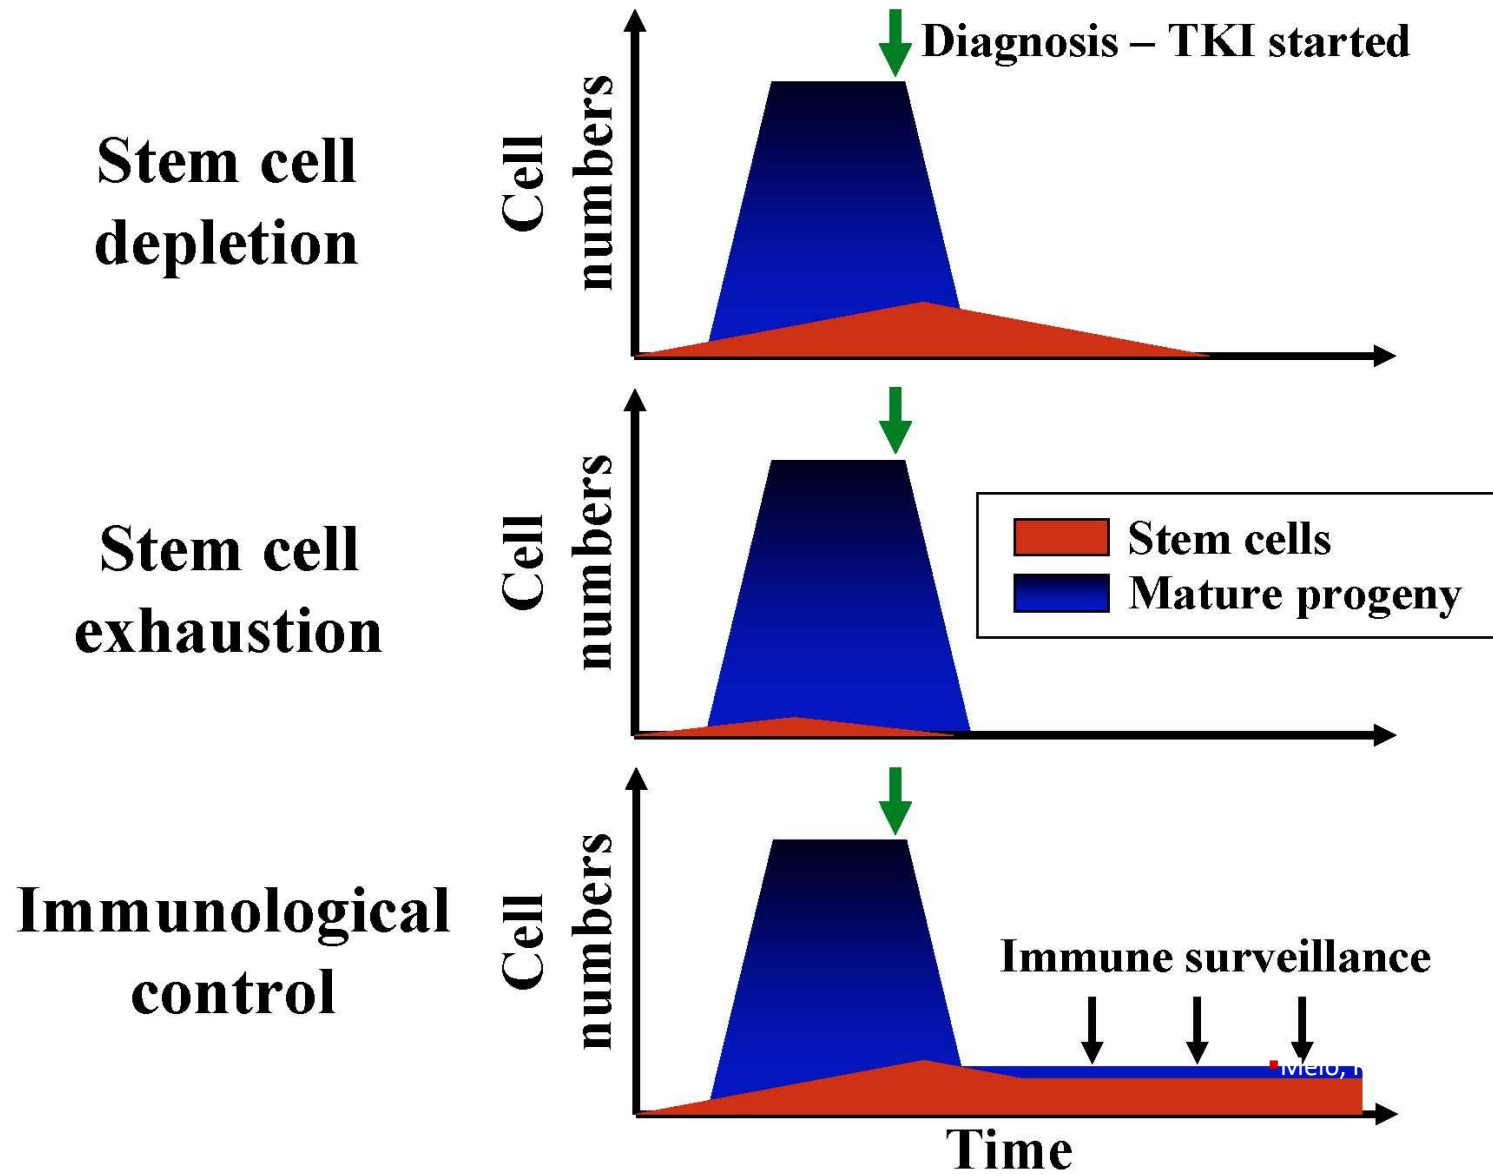 Diagnosis – TKI started
Stem cell
depletion
Cell
numbers
Stem cell
exhaustion
Cell
numbers
Stem cells
Mature progeny
Immunological
control
Cell
numbers
Immune surveillance
Melo,
Time